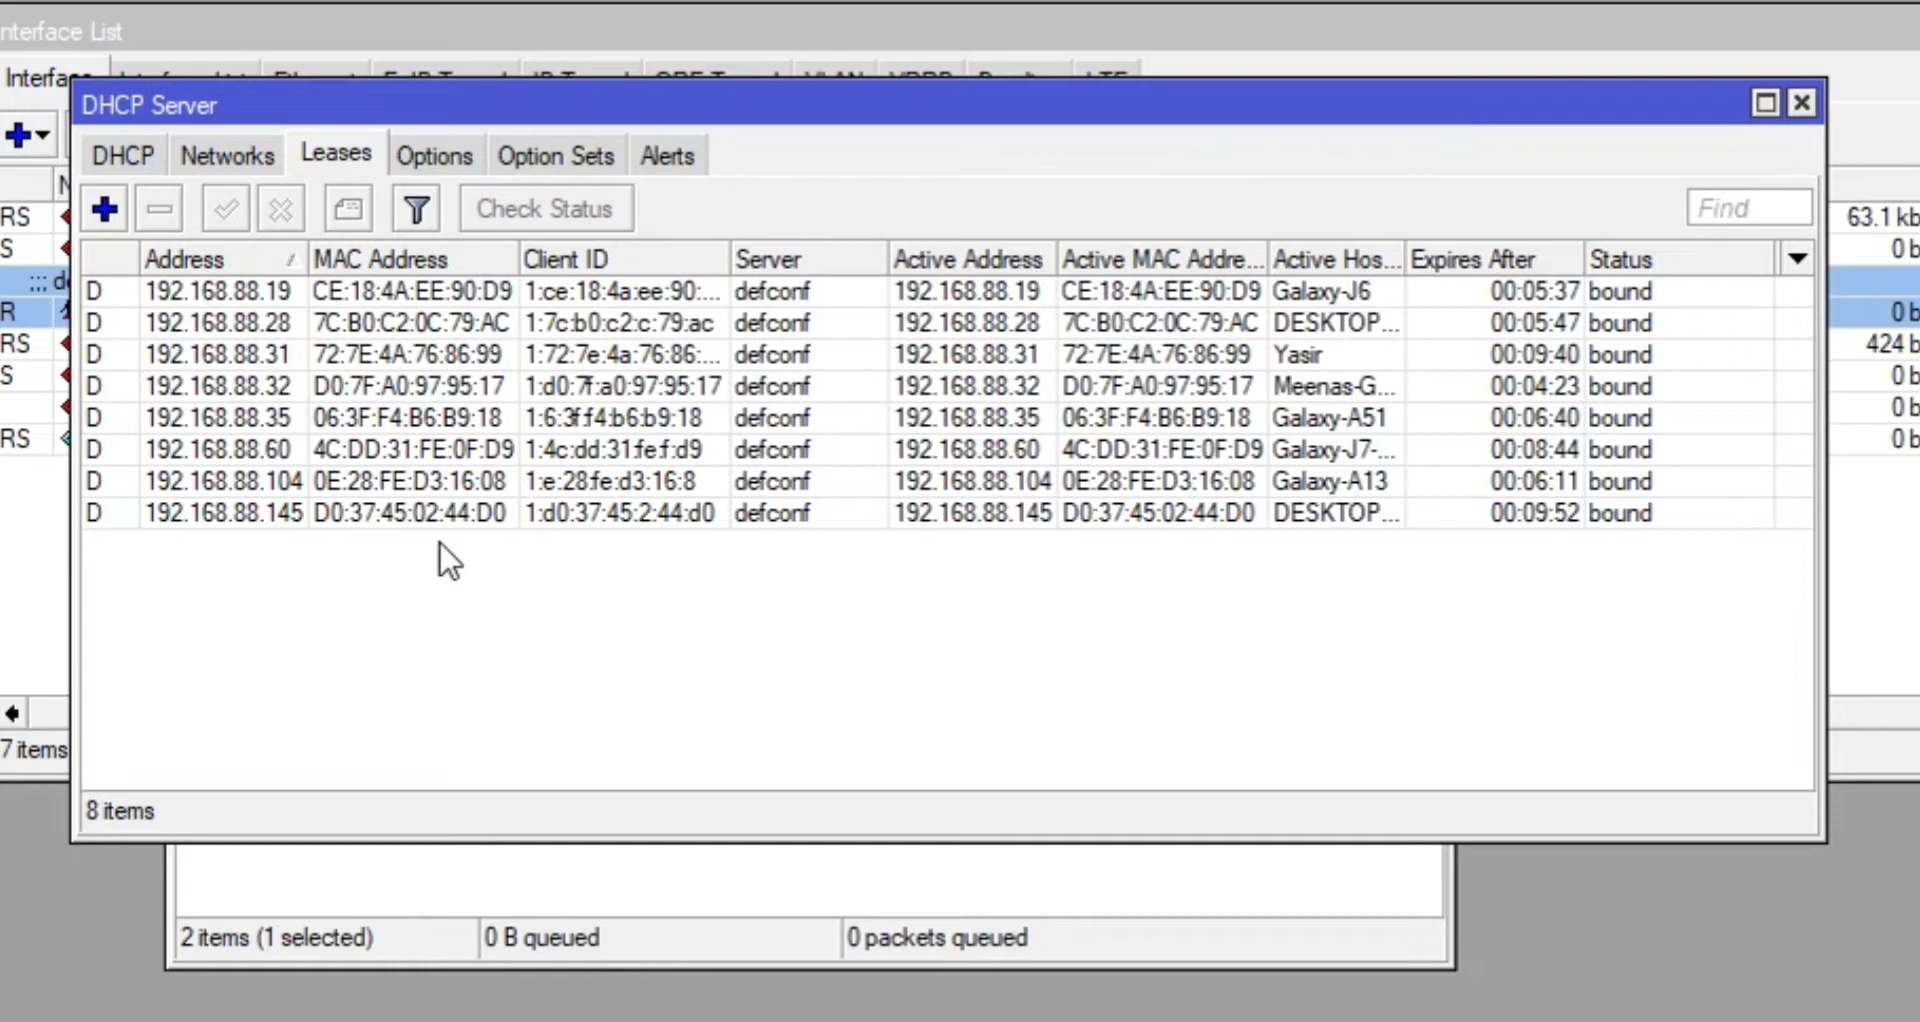 nterface List
Interface
DHCP Server
DHCP Networks Leases Options Option Sets Alerts
Check Status Find
Address MAC Address Client ID Server Active Address Active MAC Addre... Active Hos... Expires After Status
D 192.168.88.19 CE:18:4A:EE:90:D9 1:ce:18:4a:ee:90:... defconf 192.168.88.19 CE:18:4A:EE:90:D9 Galaxy-J6 00:05:37 bound
D 192.168.88.28 7C:B0:C2:0C:79:AC 1:7c:b0:c2:c:79:ac defconf 192.168.88.28 7C:B0:C2:0C:79:AC DESKTOP... 00:05:47 bound
D 192.168.88.31 72:7E:4A:76:86:99 1:72:7e:4a:76:86:... defconf 192.168.88.31 72:7E:4A:76:86:99 Yasir 00:09:40 bound
D 192.168.88.32 D0:7F:A0:97:95:17 1:d0:7f:a0:97:95:17 defconf 192.168.88.32 D0:7F:A0:97:95:17 Meenas-G... 00:04:23 bound
D 192.168.88.35 06:3F:F4:B6:B9:18 1:6:3f:f4:b6:b9:18 defconf 192.168.88.35 06:3F:F4:B6:B9:18 Galaxy-A51 00:06:40 bound
D 192.168.88.60 4C:DD:31:FE:0F:D9 1:4c:dd:31:fe:f:d9 defconf 192.168.88.60 4C:DD:31:FE:0F:D9 Galaxy-J7-... 00:08:44 bound
D 192.168.88.104 0E:28:FE:D3:16:08 1:e:28:fe:d3:16:8 defconf 192.168.88.104 0E:28:FE:D3:16:08 Galaxy-A13 00:06:11 bound
D 192.168.88.145 D0:37:45:02:44:D0 1:d0:37:45:2:44:d0 defconf 192.168.88.145 D0:37:45:02:44:D0 DESKTOP... 00:09:52 bound
8 items
N
RS 63.1 kb
S 0 b
::: de
R 0 b
RS 424 b
S 0 b
0 b
RS 0 b
7 items
2 items (1 selected) 0 B queued 0 packets queued